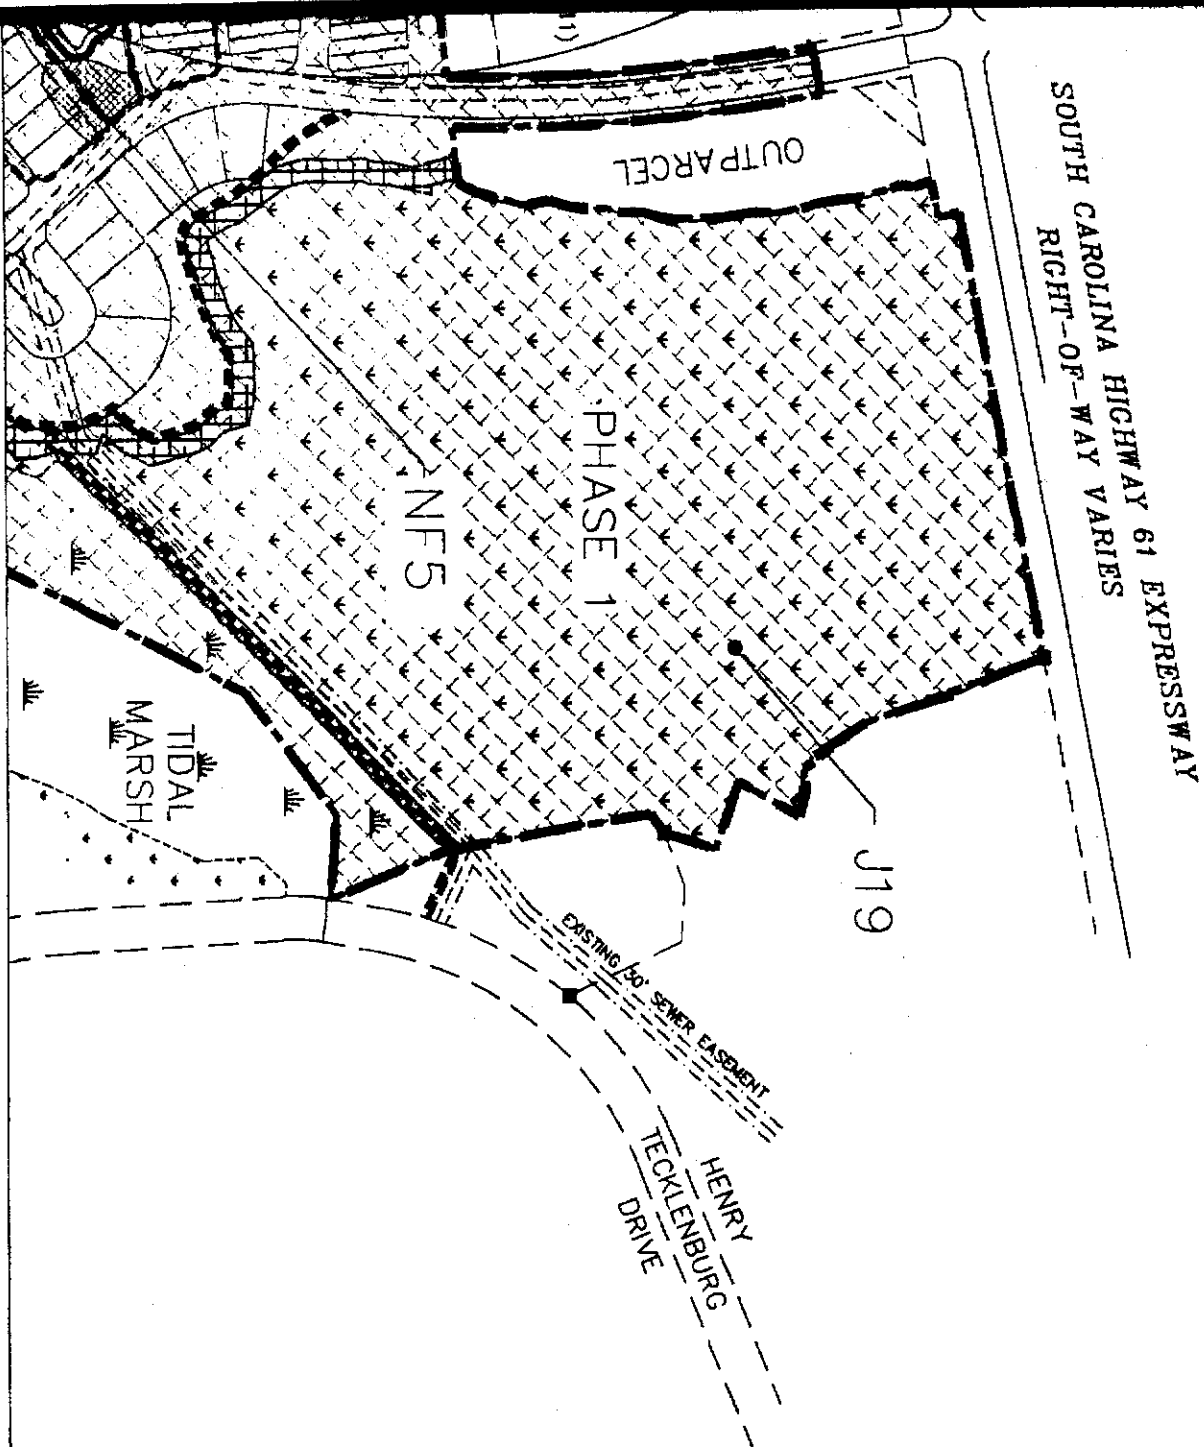 SOUTH CAROLINA HIGHWAY 61 EXPRESSWAY
RIGHT-OF-WAY VARIES
1)
OUTPARCEL
PHASE 1
NF5
J19
TIDAL
MARSH
EXISTING 30' SEWER EASEMENT
HENRY
TECKLENBURG
DRIVE